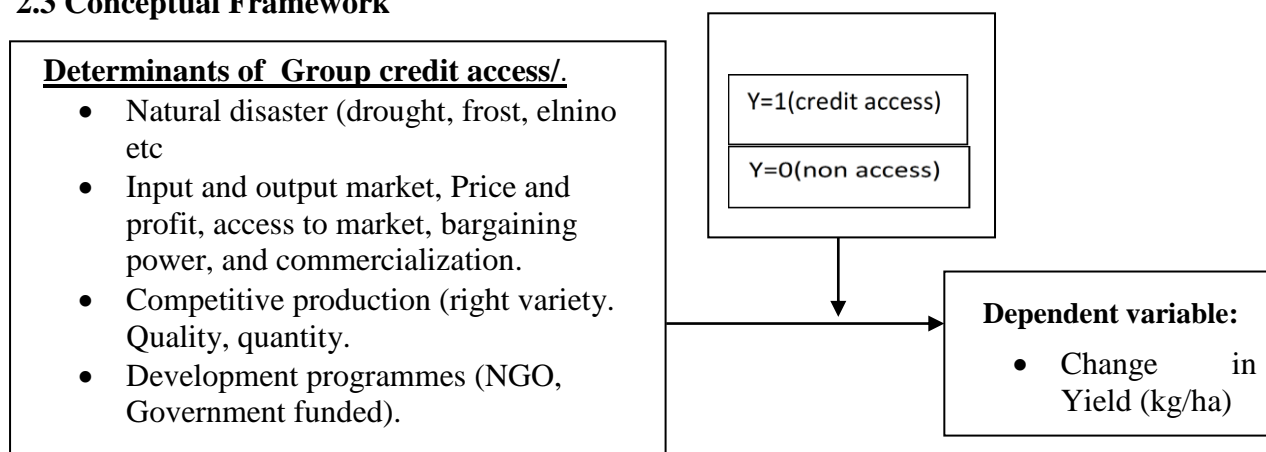 2.3 Conceptual Framework
Determinants of Group credit access/.
• Natural disaster (drought, frost, elnino
etc
• Input and output market, Price and
profit, access to market, bargaining
power, and commercialization.
• Competitive production (right variety.
Quality, quantity.
• Development programmes (NGO,
Government funded).
Y=1(credit access)
Y=0(non access)
Dependent variable:
• Change in
Yield (kg/ha)